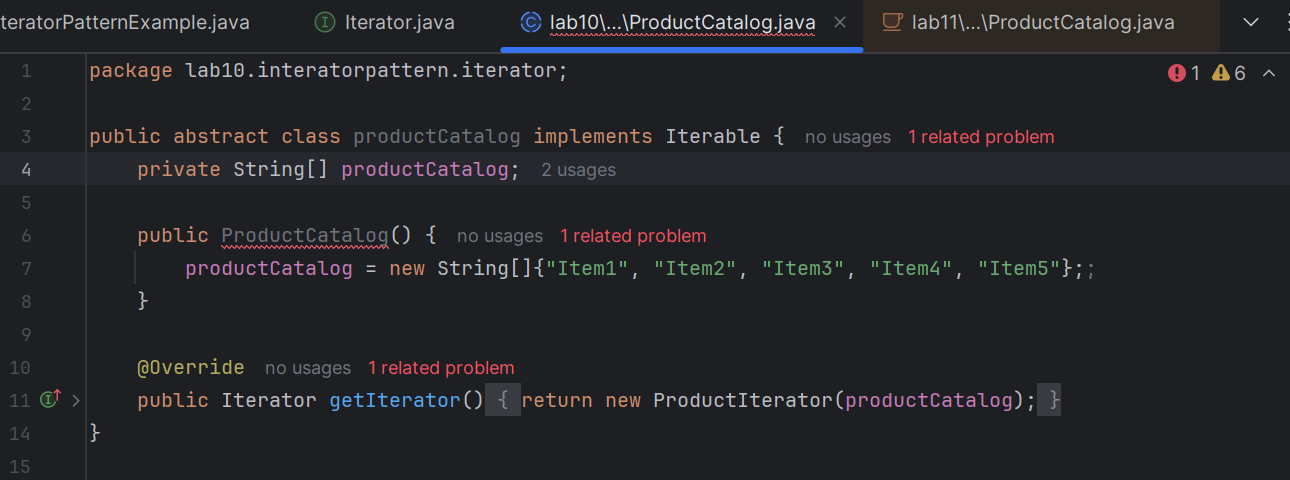 teratorPatternExample.java Iterator.java lab10\...\ProductCatalog.java lab11\...\ProductCatalog.java
1 package lab10.interatorpattern.iterator; 1 6
2
3 public abstract class productCatalog implements Iterable { no usages 1 related problem
4 private String[] productCatalog; 2 usages
5
6 public ProductCatalog() { no usages 1 related problem
7 productCatalog = new String[]{"Item1", "Item2", "Item3", "Item4", "Item5"};;
8 }
9
10 @Override no usages 1 related problem
11 public Iterator getIterator() { return new ProductIterator(productCatalog); }
14 }
15